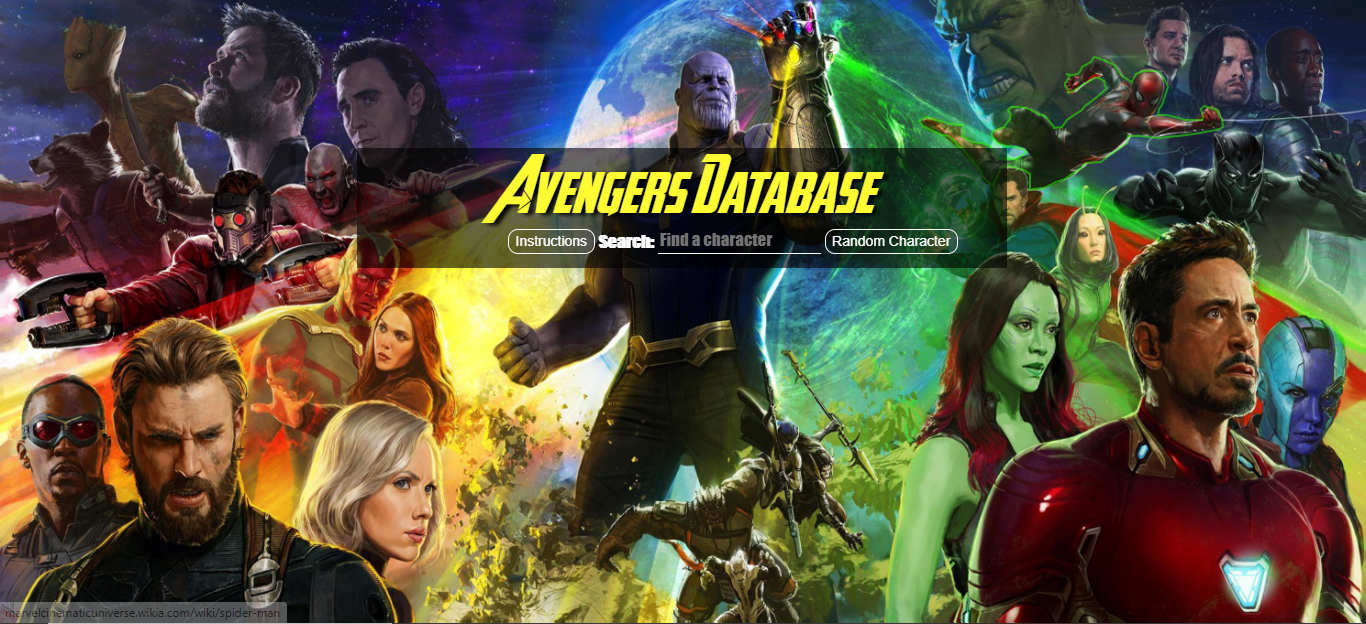 AVENGERS DATABASE
Instructions Search: Find a character Random Character
marvelcinematicuniverse.wikia.com/wiki/spider-man